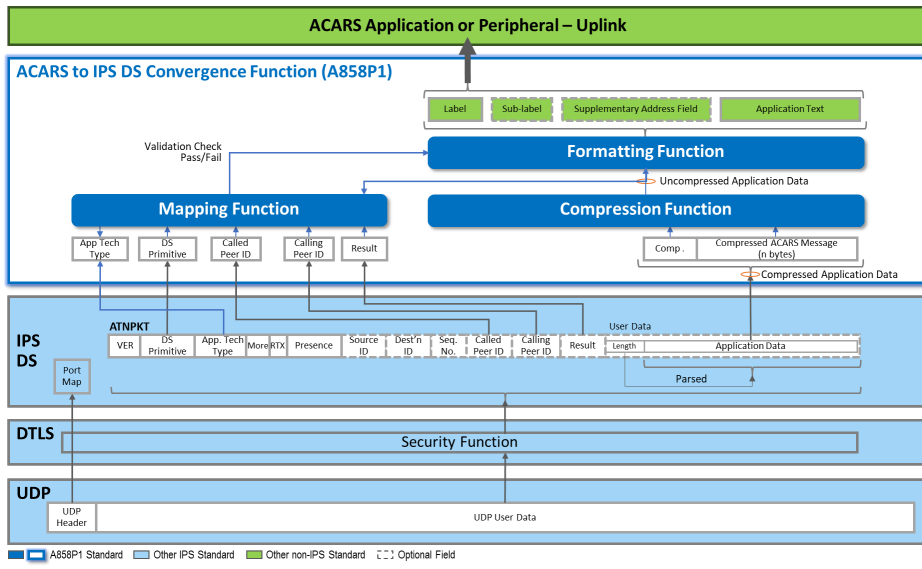 ACARS Application or Peripheral – Uplink
ACARS to IPS DS Convergence Function (A858P1)
Label
Sub-label
Supplementary Address Field
Application Text
Validation Check
Pass/Fail
Formatting Function
Uncompressed Application Data
Mapping Function
Compression Function
App Tech
Type
DS
Primitive
Called
Peer ID
Calling
Peer ID
Result
Comp.
Compressed ACARS Message
(n bytes)
Compressed Application Data
IPS
DS
ATNPKT
User Data
VER
DS
Primitive
App. Tech
Type
More
RTX
Presence
Source
ID
Dest'n
ID
Seq.
No.
Called
Peer ID
Calling
Peer ID
Result
Length
Application Data
Port
Map
Parsed
DTLS
Security Function
UDP
UDP
Header
UDP User Data
A858P1 Standard
Other IPS Standard
Other non-IPS Standard
Optional Field